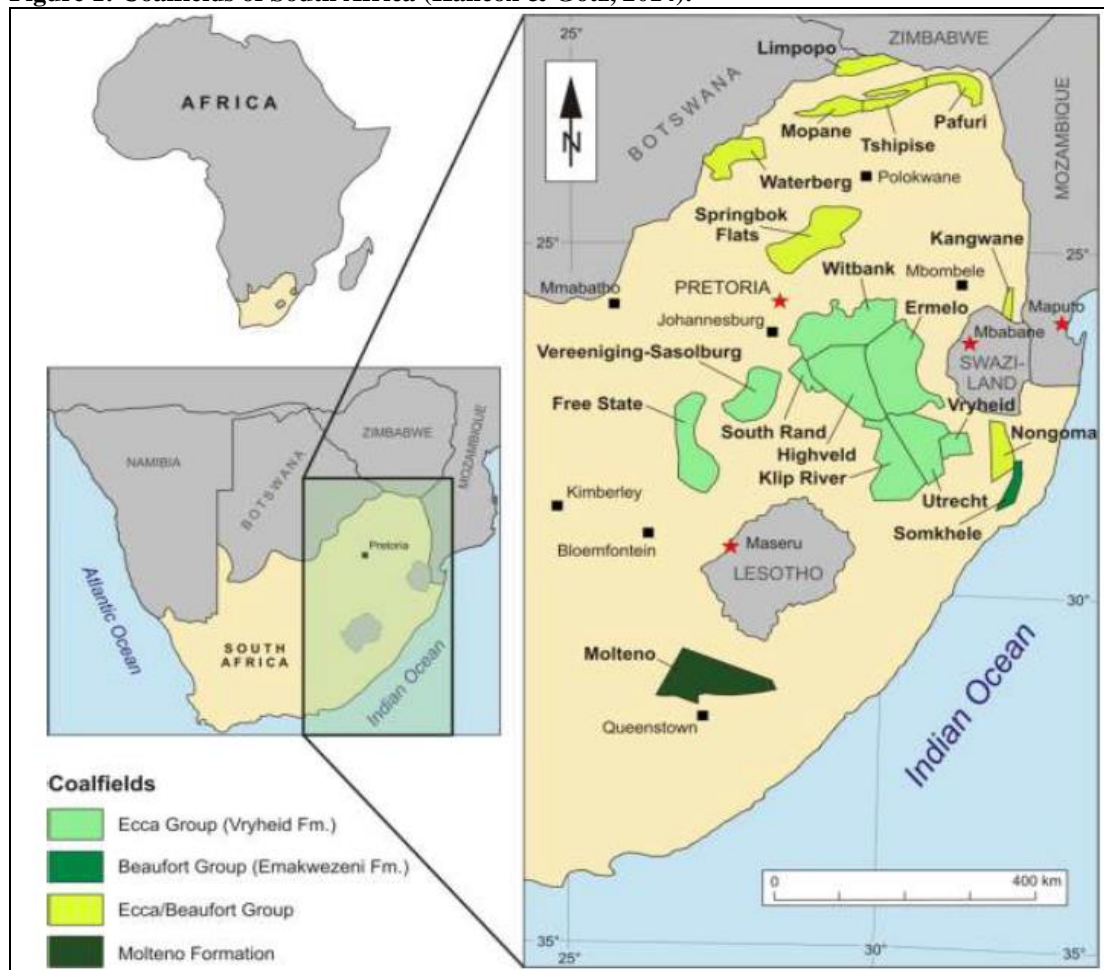 AFRICA
NAMIBIA
BOTSWANA
ZIMBABWE
MOZAMBIQUE
Pretoria
Atlantic Ocean
SOUTH
AFRICA
Indian Ocean
Coalfields
Ecca Group (Vryheid Fm.)
Beaufort Group (Emakwezeni Fm.)
Ecca/Beaufort Group
Molteno Formation
25°
Limpopo
ZIMBABWE
BOTSWANA
N
MOZAMBIQUE
Mopane
Tshipise
Pafuri
Waterberg
Polokwane
Springbok
Flats
25°
Kangwane
25°
Witbank
Mbombele
Mmabatho
PRETORIA
Ermelo
Maputo
Johannesburg
Mbabane
Vereeniging-Sasolburg
SWAZI-
LAND
Free State
Vryheid
South Rand
Nongoma
Highveld
Klip River
Kimberley
Utrecht
Somkhele
Bloemfontein
Maseru
LESOTHO
30°
Molteno
Queenstown
Indian Ocean
0
400 km
35°
25°
30°
35°